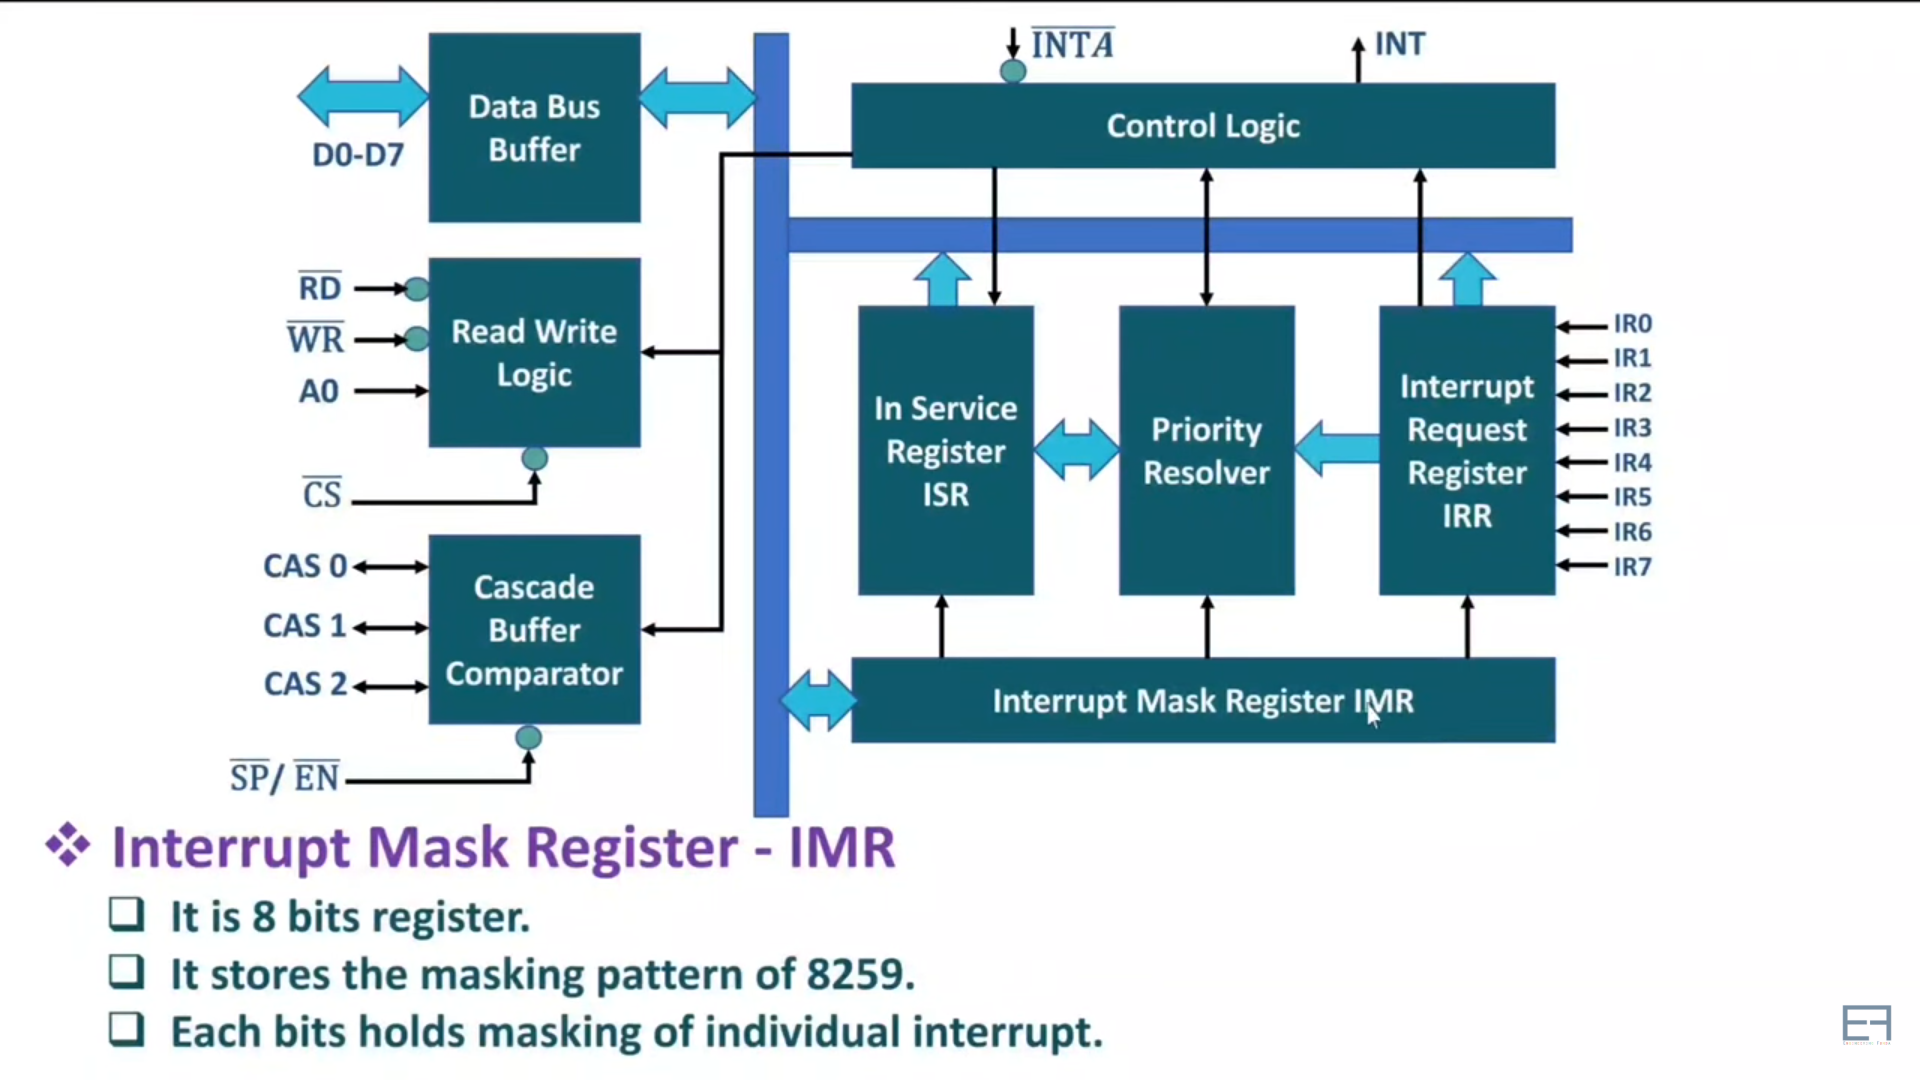 INTA
INT
Data Bus
Buffer
D0-D7
Control Logic
RD
WR
A0
Read Write
Logic
CS
In Service
Register
ISR
Priority
Resolver
Interrupt
Request
Register
IRR
IR0
IR1
IR2
IR3
IR4
IR5
IR6
IR7
CAS 0
CAS 1
CAS 2
Cascade
Buffer
Comparator
SP/ EN
Interrupt Mask Register IMR
Interrupt Mask Register - IMR
It is 8 bits register.
It stores the masking pattern of 8259.
Each bits holds masking of individual interrupt.